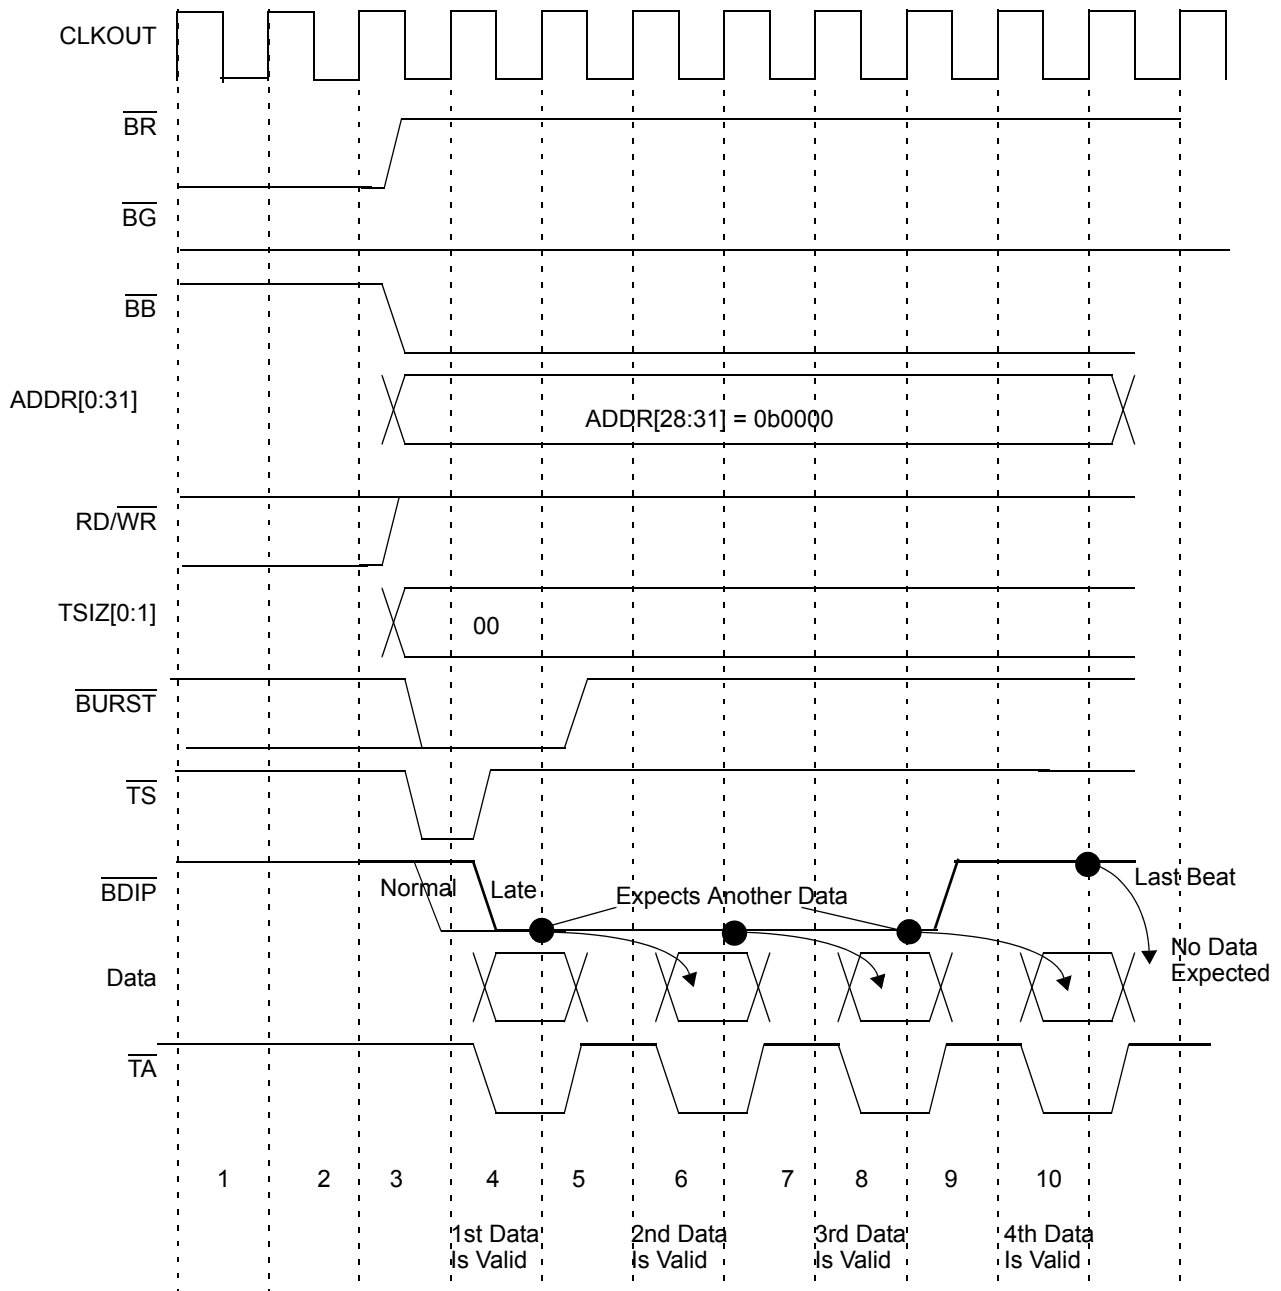 CLKOUT
BR
BG
BB
ADDR[0:31]
ADDR[28:31] = 0b0000
RD/WR
TSIZ[0:1]
00
BURST
TS
BDIP
Normal
Late
Expects Another Data
Last Beat
Data
No Data
Expected
TA
1 2 3 4 5 6 7 8 9 10
1st Data
Is Valid
2nd Data
Is Valid
3rd Data
Is Valid
4th Data
Is Valid